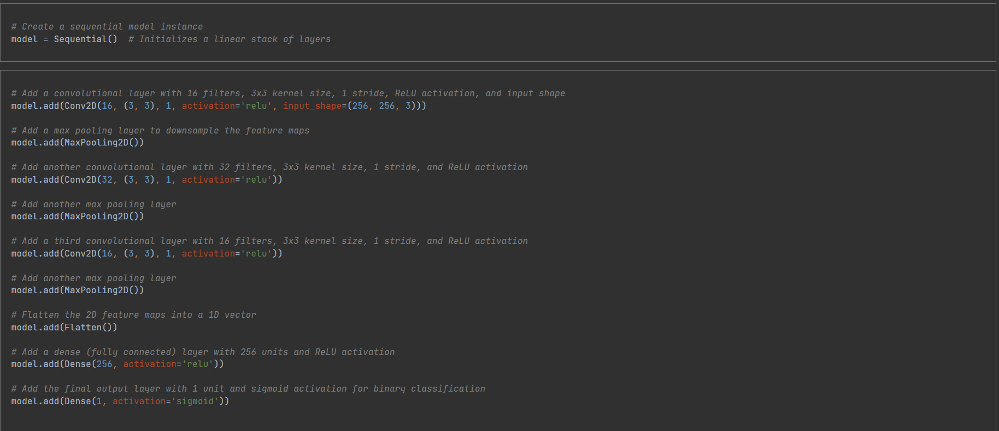 # Create a sequential model instance
model = Sequential()  # Initializes a linear stack of layers
# Add a convolutional layer with 16 filters, 3x3 kernel size, 1 stride, ReLU activation, and input shape
model.add(Conv2D(16, (3, 3), 1, activation='relu', input_shape=(256, 256, 3)))
# Add a max pooling layer to downsample the feature maps
model.add(MaxPooling2D())
# Add another convolutional layer with 32 filters, 3x3 kernel size, 1 stride, and ReLU activation
model.add(Conv2D(32, (3, 3), 1, activation='relu'))
# Add another max pooling layer
model.add(MaxPooling2D())
# Add a third convolutional layer with 16 filters, 3x3 kernel size, 1 stride, and ReLU activation
model.add(Conv2D(16, (3, 3), 1, activation='relu'))
# Add another max pooling layer
model.add(MaxPooling2D())
# Flatten the 2D feature maps into a 1D vector
model.add(Flatten())
# Add a dense (fully connected) layer with 256 units and ReLU activation
model.add(Dense(256, activation='relu'))
# Add the final output layer with 1 unit and sigmoid activation for binary classification
model.add(Dense(1, activation='sigmoid'))